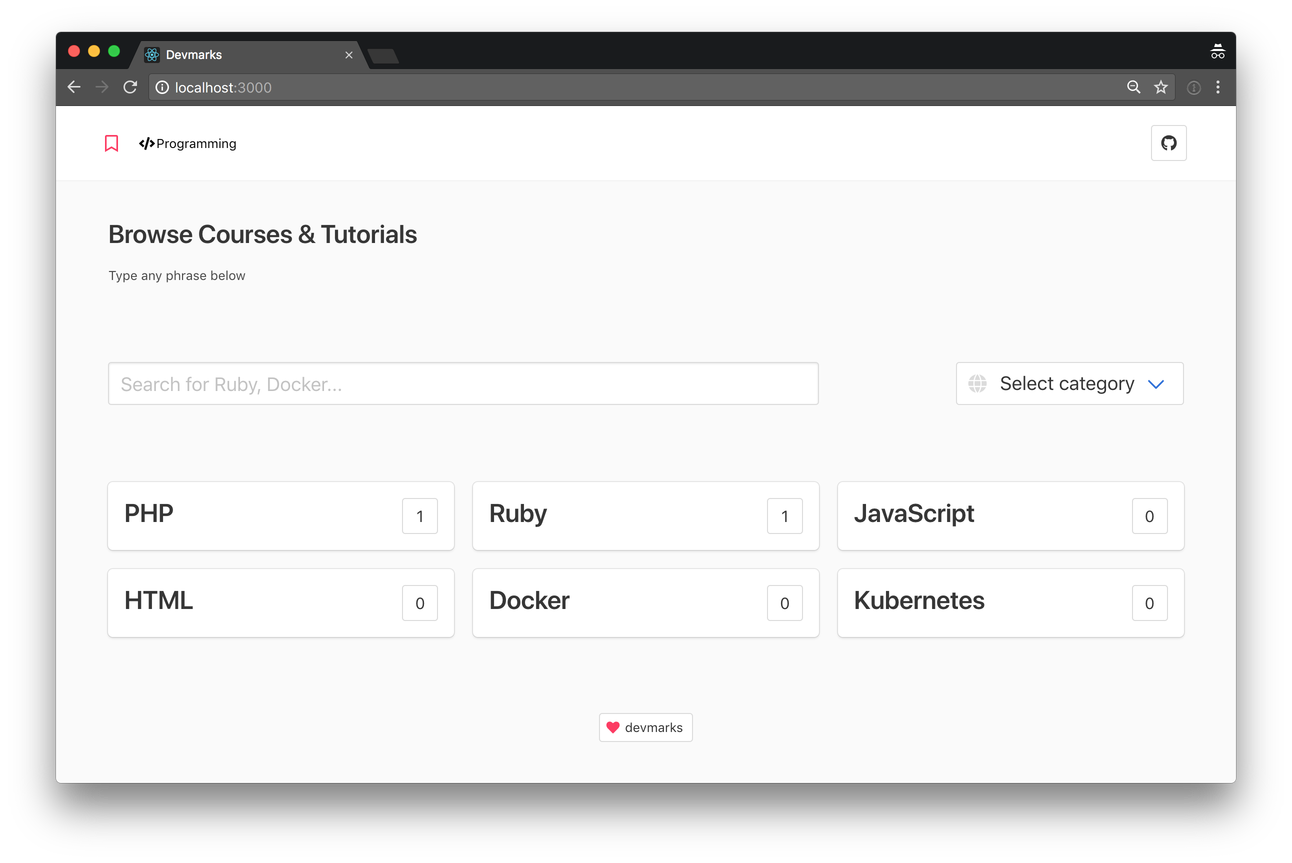 Devmarks
localhost:3000
</>Programming
Browse Courses & Tutorials
Type any phrase below
Search for Ruby, Docker...
Select category
PHP 1 Ruby 1 JavaScript 0
HTML 0 Docker 0 Kubernetes 0
devmarks